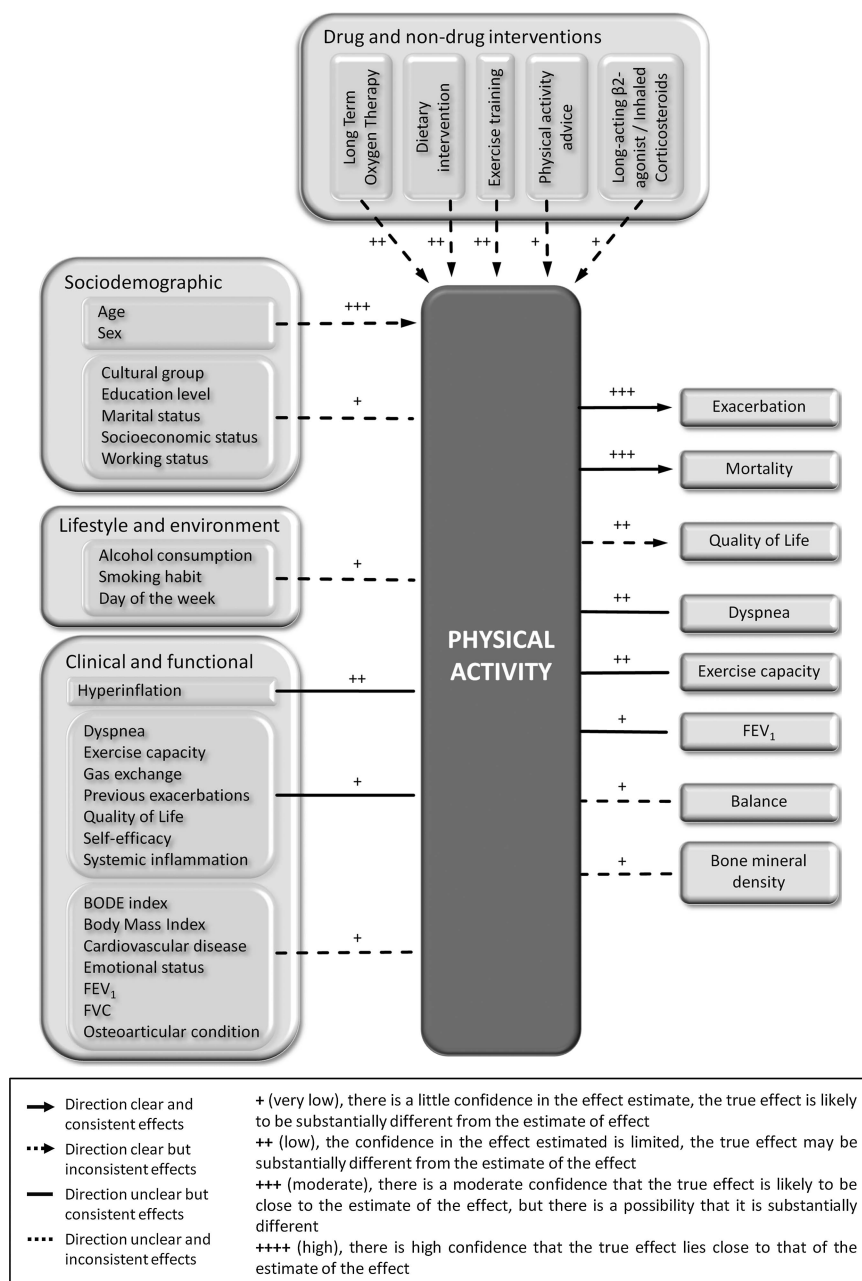 Drug and non-drug interventions
Long Term
Oxygen Therapy
Dietary
intervention
Exercise training
Physical activity
advice
Long-acting β2-
agonist / Inhaled
Corticosteroids
++
++
++
+
+
Sociodemographic
Age
Sex
+++
Cultural group
Education level
Marital status
Socioeconomic status
Working status
+
Lifestyle and environment
Alcohol consumption
Smoking habit
Day of the week
+
Clinical and functional
Hyperinflation
++
Dyspnea
Exercise capacity
Gas exchange
Previous exacerbations
Quality of Life
Self-efficacy
Systemic inflammation
+
BODE index
Body Mass Index
Cardiovascular disease
Emotional status
FEV₁
FVC
Osteoarticular condition
+
PHYSICAL
ACTIVITY
+++
Exacerbation
+++
Mortality
++
Quality of Life
++
Dyspnea
++
Exercise capacity
+
FEV₁
+
Balance
+
Bone mineral
density
Direction clear and
consistent effects
Direction clear but
inconsistent effects
Direction unclear but
consistent effects
Direction unclear and
inconsistent effects
+ (very low), there is a little confidence in the effect estimate, the true effect is likely
to be substantially different from the estimate of effect
++ (low), the confidence in the effect estimated is limited, the true effect may be
substantially different from the estimate of the effect
+++ (moderate), there is a moderate confidence that the true effect is likely to be
close to the estimate of the effect, but there is a possibility that it is substantially
different
++++ (high), there is high confidence that the true effect lies close to that of the
estimate of the effect